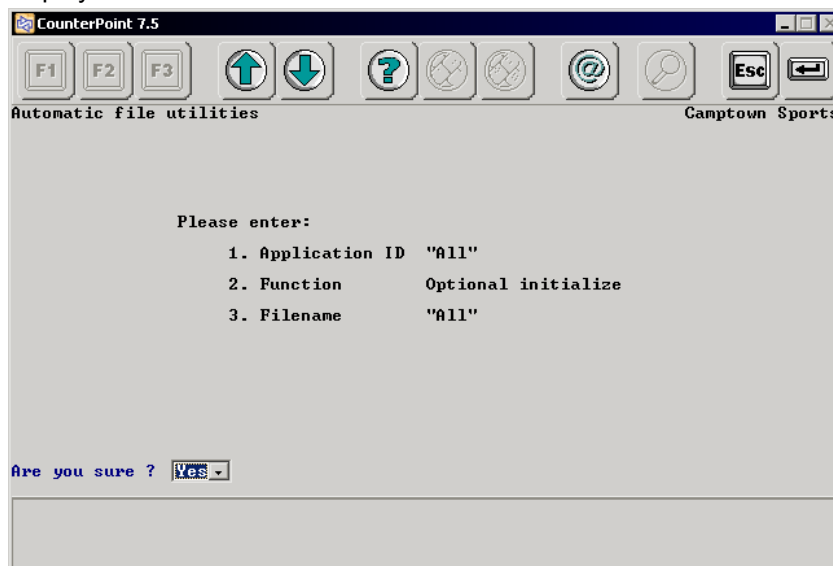 CounterPoint 7.5
F1 F2 F3 ? @ Esc
Automatic file utilities Camptown Sports
Please enter:
1. Application ID "All"
2. Function Optional initialize
3. Filename "All"
Are you sure ? Yes